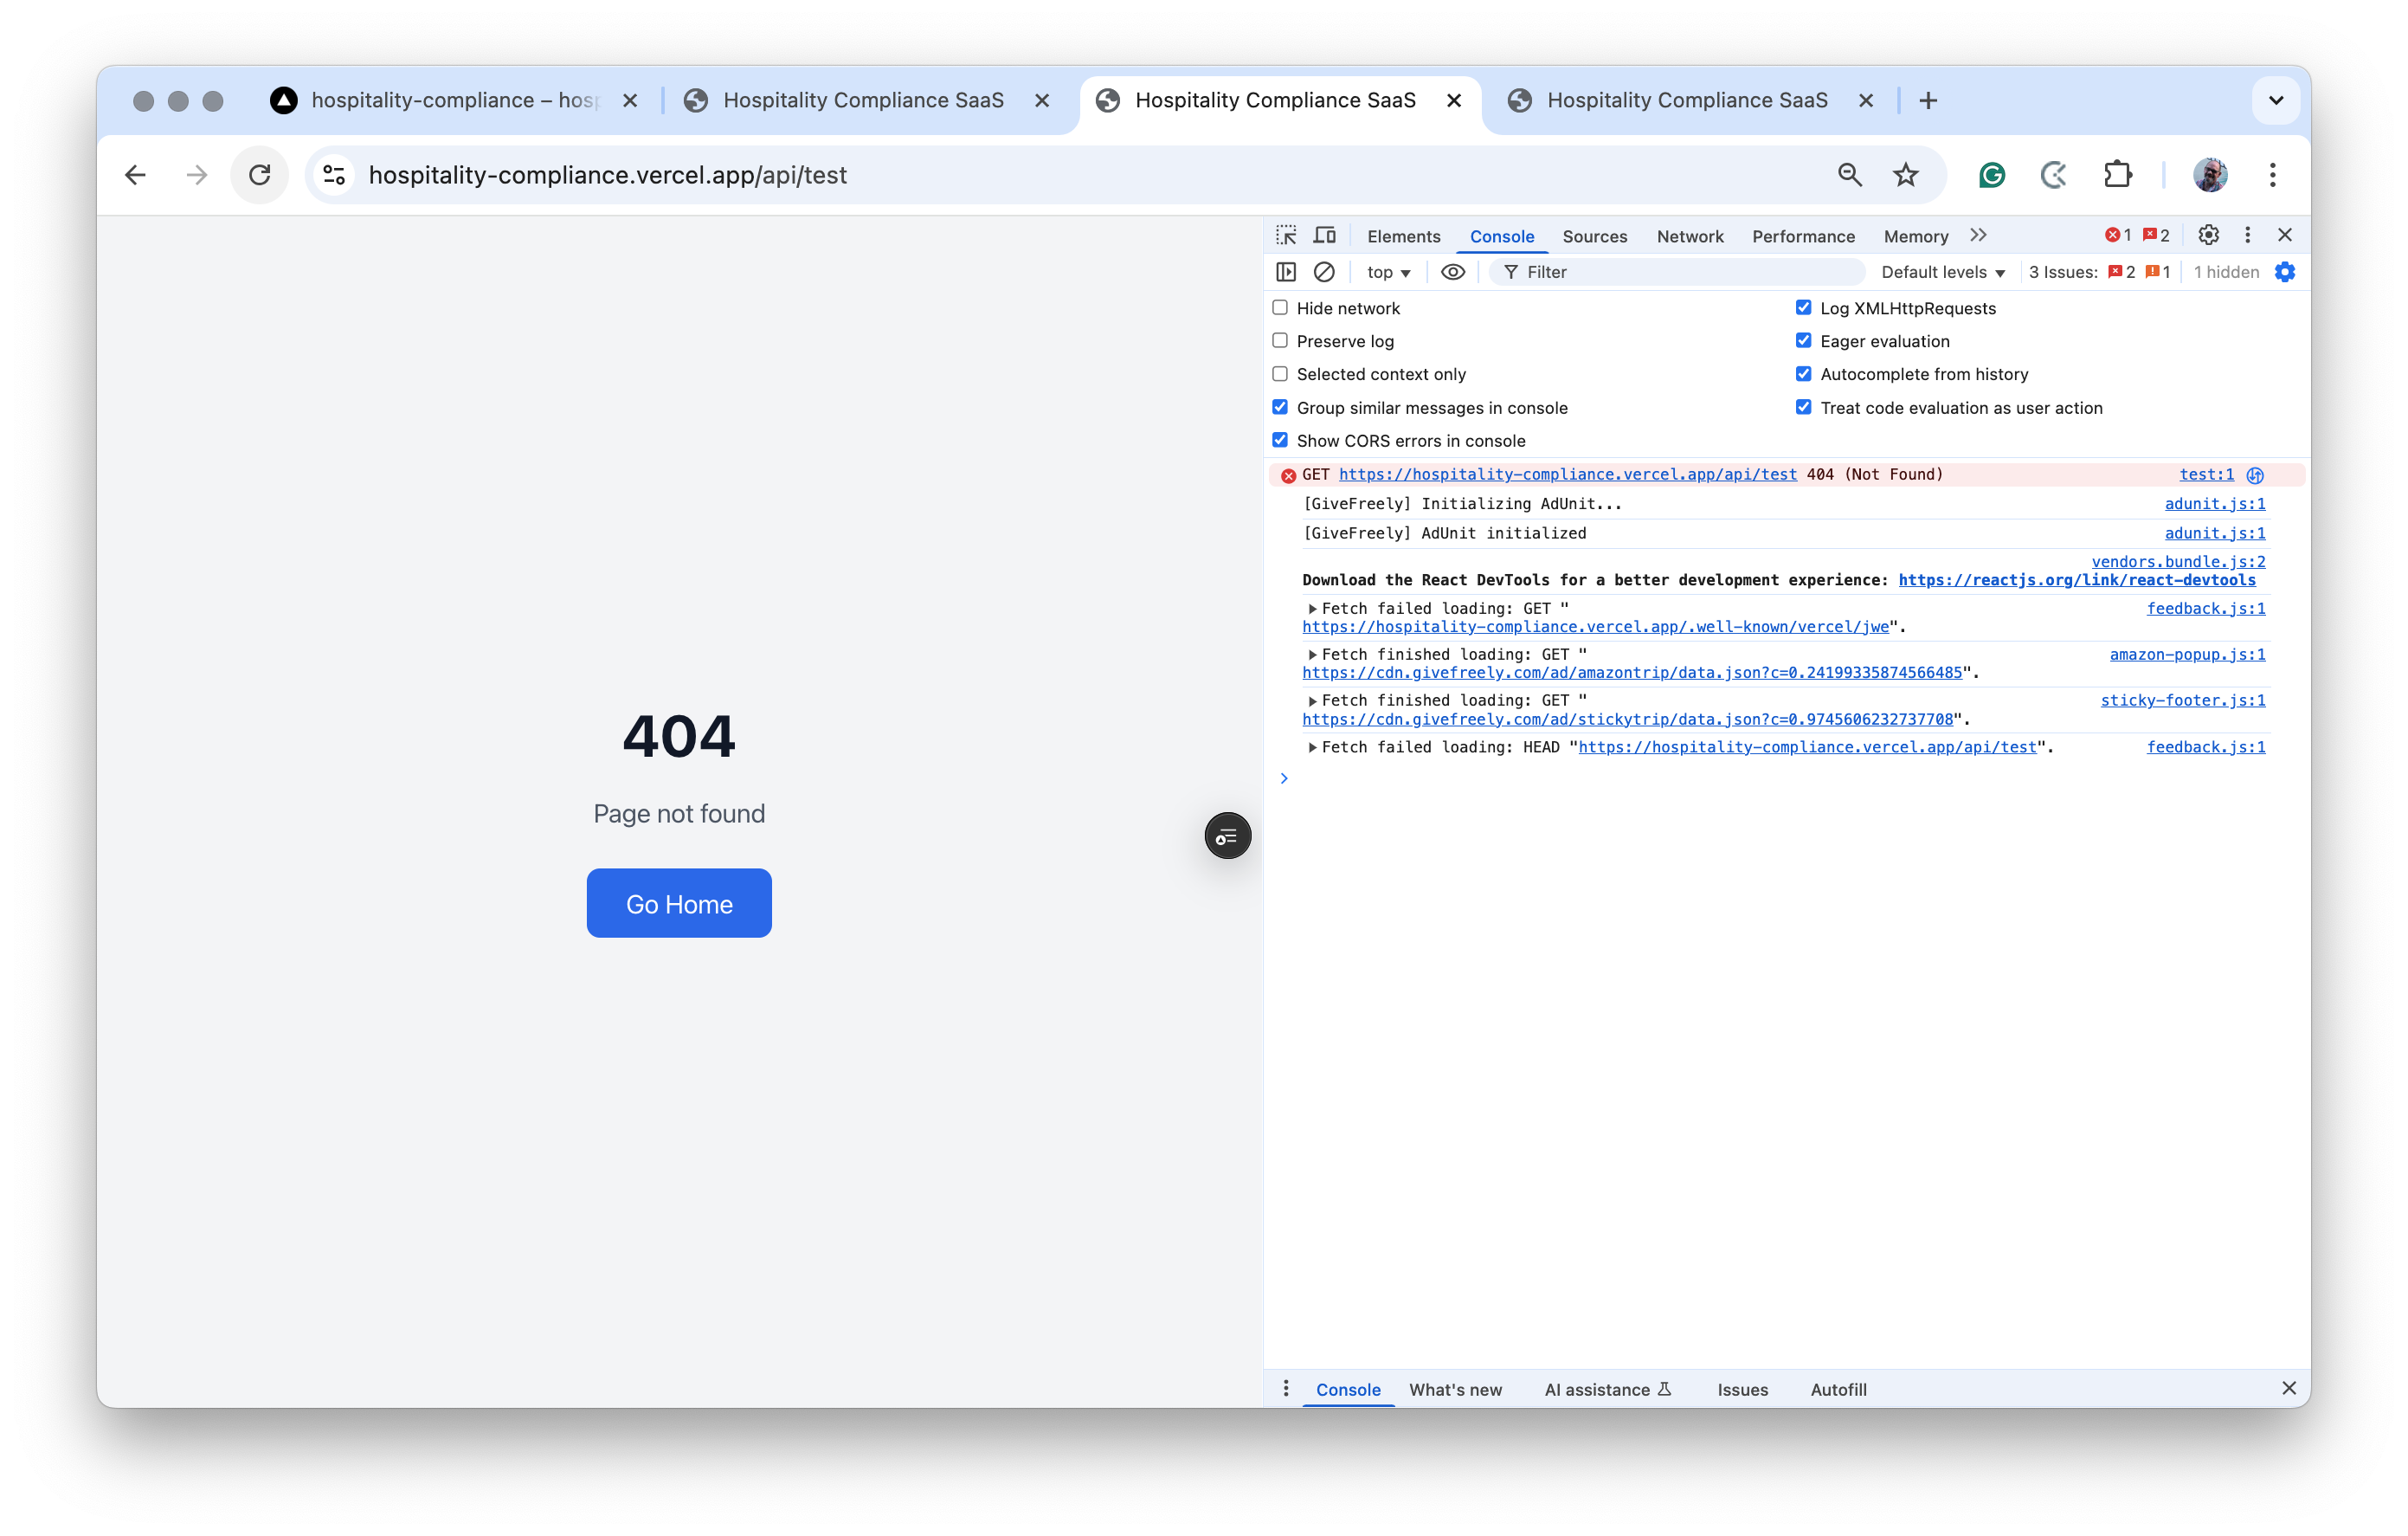 hospitality-compliance – hosp
Hospitality Compliance SaaS
Hospitality Compliance SaaS
Hospitality Compliance SaaS
hospitality-compliance.vercel.app/api/test
Elements
Console
Sources
Network
Performance
Memory
1
2
top
Filter
Default levels
3 Issues:
2
1
1 hidden
Hide network
Log XMLHttpRequests
Preserve log
Eager evaluation
Selected context only
Autocomplete from history
Group similar messages in console
Treat code evaluation as user action
Show CORS errors in console
GET https://hospitality-compliance.vercel.app/api/test 404 (Not Found)
test:1
[GiveFreely] Initializing AdUnit...
adunit.js:1
[GiveFreely] AdUnit initialized
adunit.js:1
vendors.bundle.js:2
Download the React DevTools for a better development experience: https://reactjs.org/link/react-devtools
Fetch failed loading: GET "
feedback.js:1
https://hospitality-compliance.vercel.app/.well-known/vercel/jwe".
Fetch finished loading: GET "
amazon-popup.js:1
https://cdn.givefreely.com/ad/amazontrip/data.json?c=0.24199335874566485".
Fetch finished loading: GET "
sticky-footer.js:1
https://cdn.givefreely.com/ad/stickytrip/data.json?c=0.9745606232737708".
Fetch failed loading: HEAD "https://hospitality-compliance.vercel.app/api/test".
feedback.js:1
404
Page not found
Go Home
Console
What's new
AI assistance
Issues
Autofill